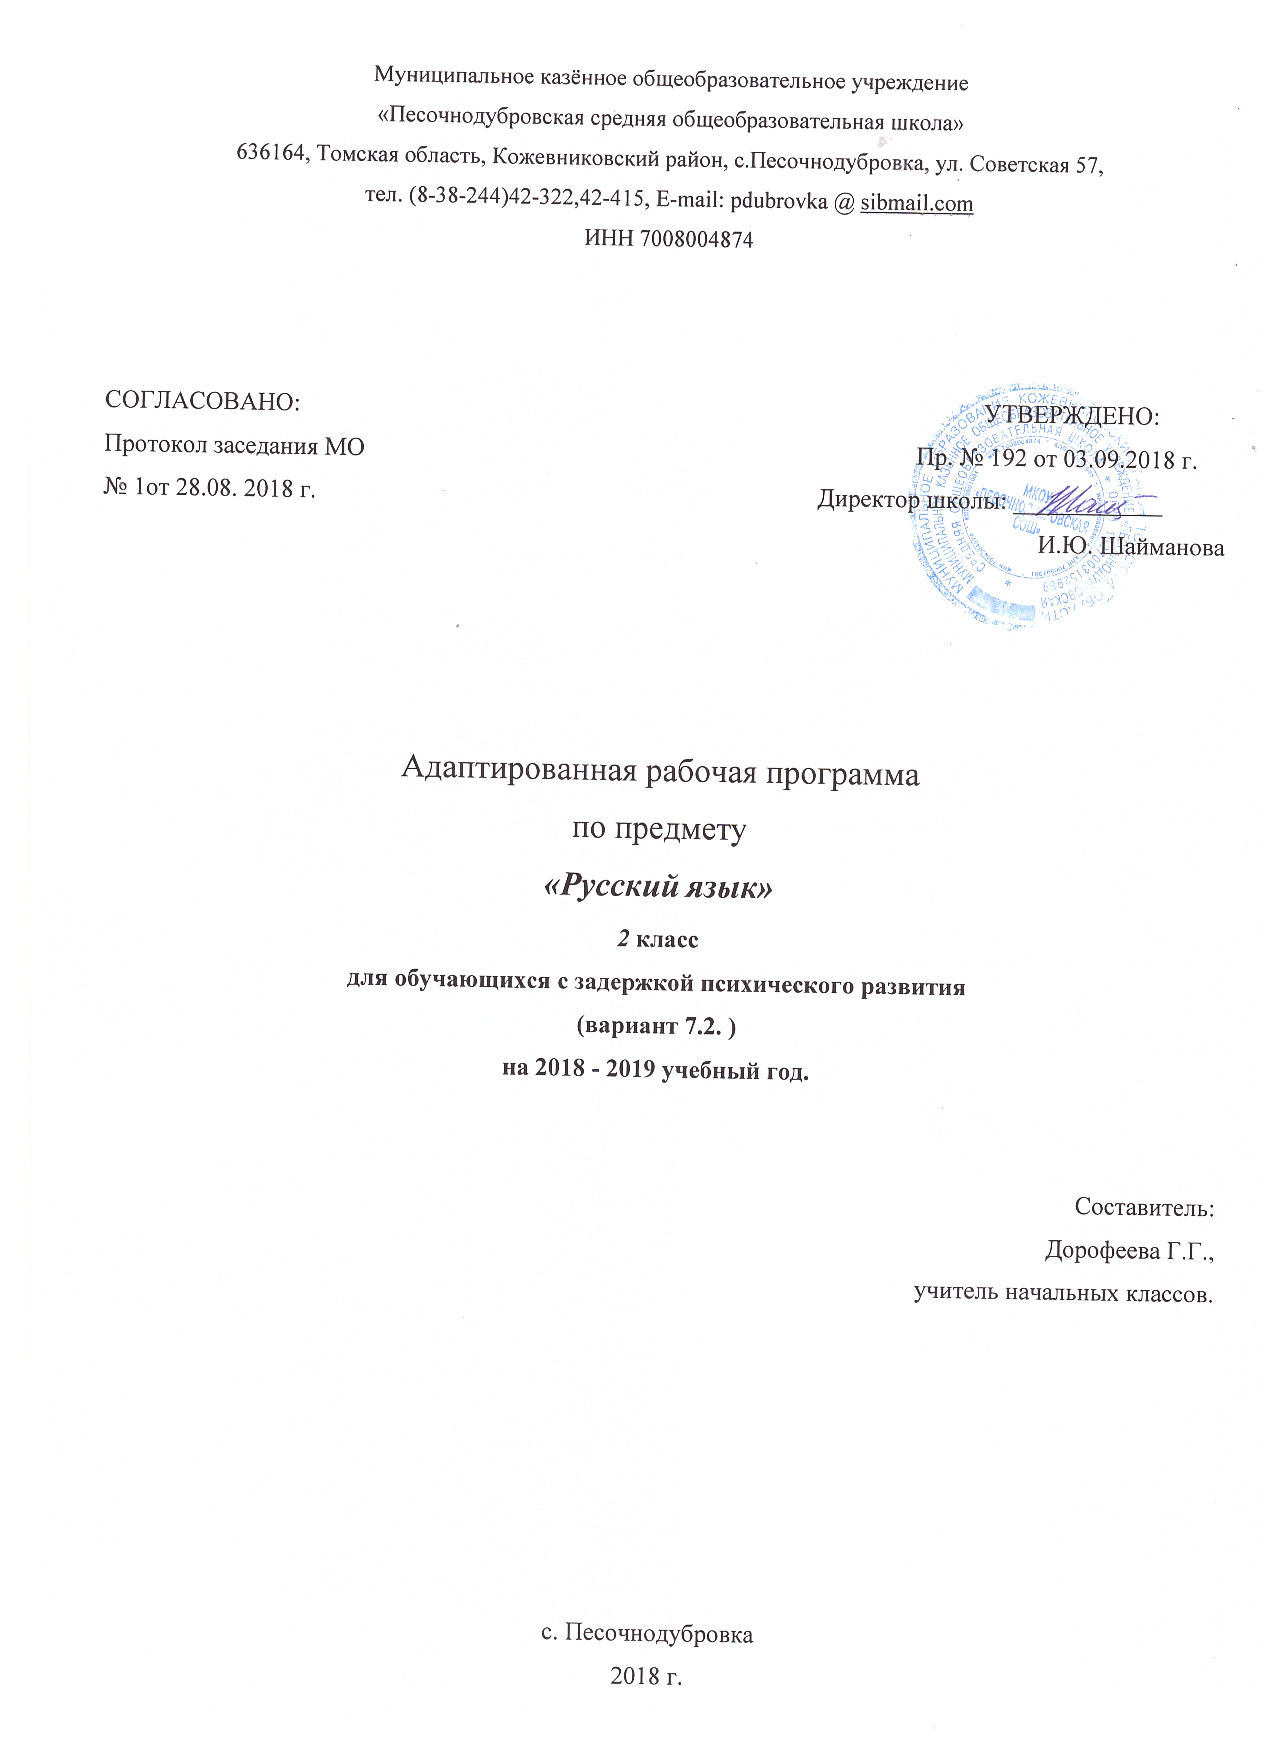 Муниципальное казённое общеобразовательное учреждение
«Песочнодубровская средняя общеобразовательная школа»
636164, Томская область, Кожевниковский район, с.Песочнодубровка, ул. Советская 57,
тел. (8-38-244)42-322,42-415, E-mail: pdubrovka @ sibmail.com
ИНН 7008004874
СОГЛАСОВАНО:
Протокол заседания МО
№ 1от 28.08. 2018 г.
УТВЕРЖДЕНО:
Пр. № 192 от 03.09.2018 г.
Директор школы: ____________
И.Ю. Шайманова
Адаптированная рабочая программа
по предмету
«Русский язык»
2 класс
для обучающихся с задержкой психического развития
(вариант 7.2. )
на 2018 - 2019 учебный год.
Составитель:
Дорофеева Г.Г.,
учитель начальных классов.
с. Песочнодубровка
2018 г.